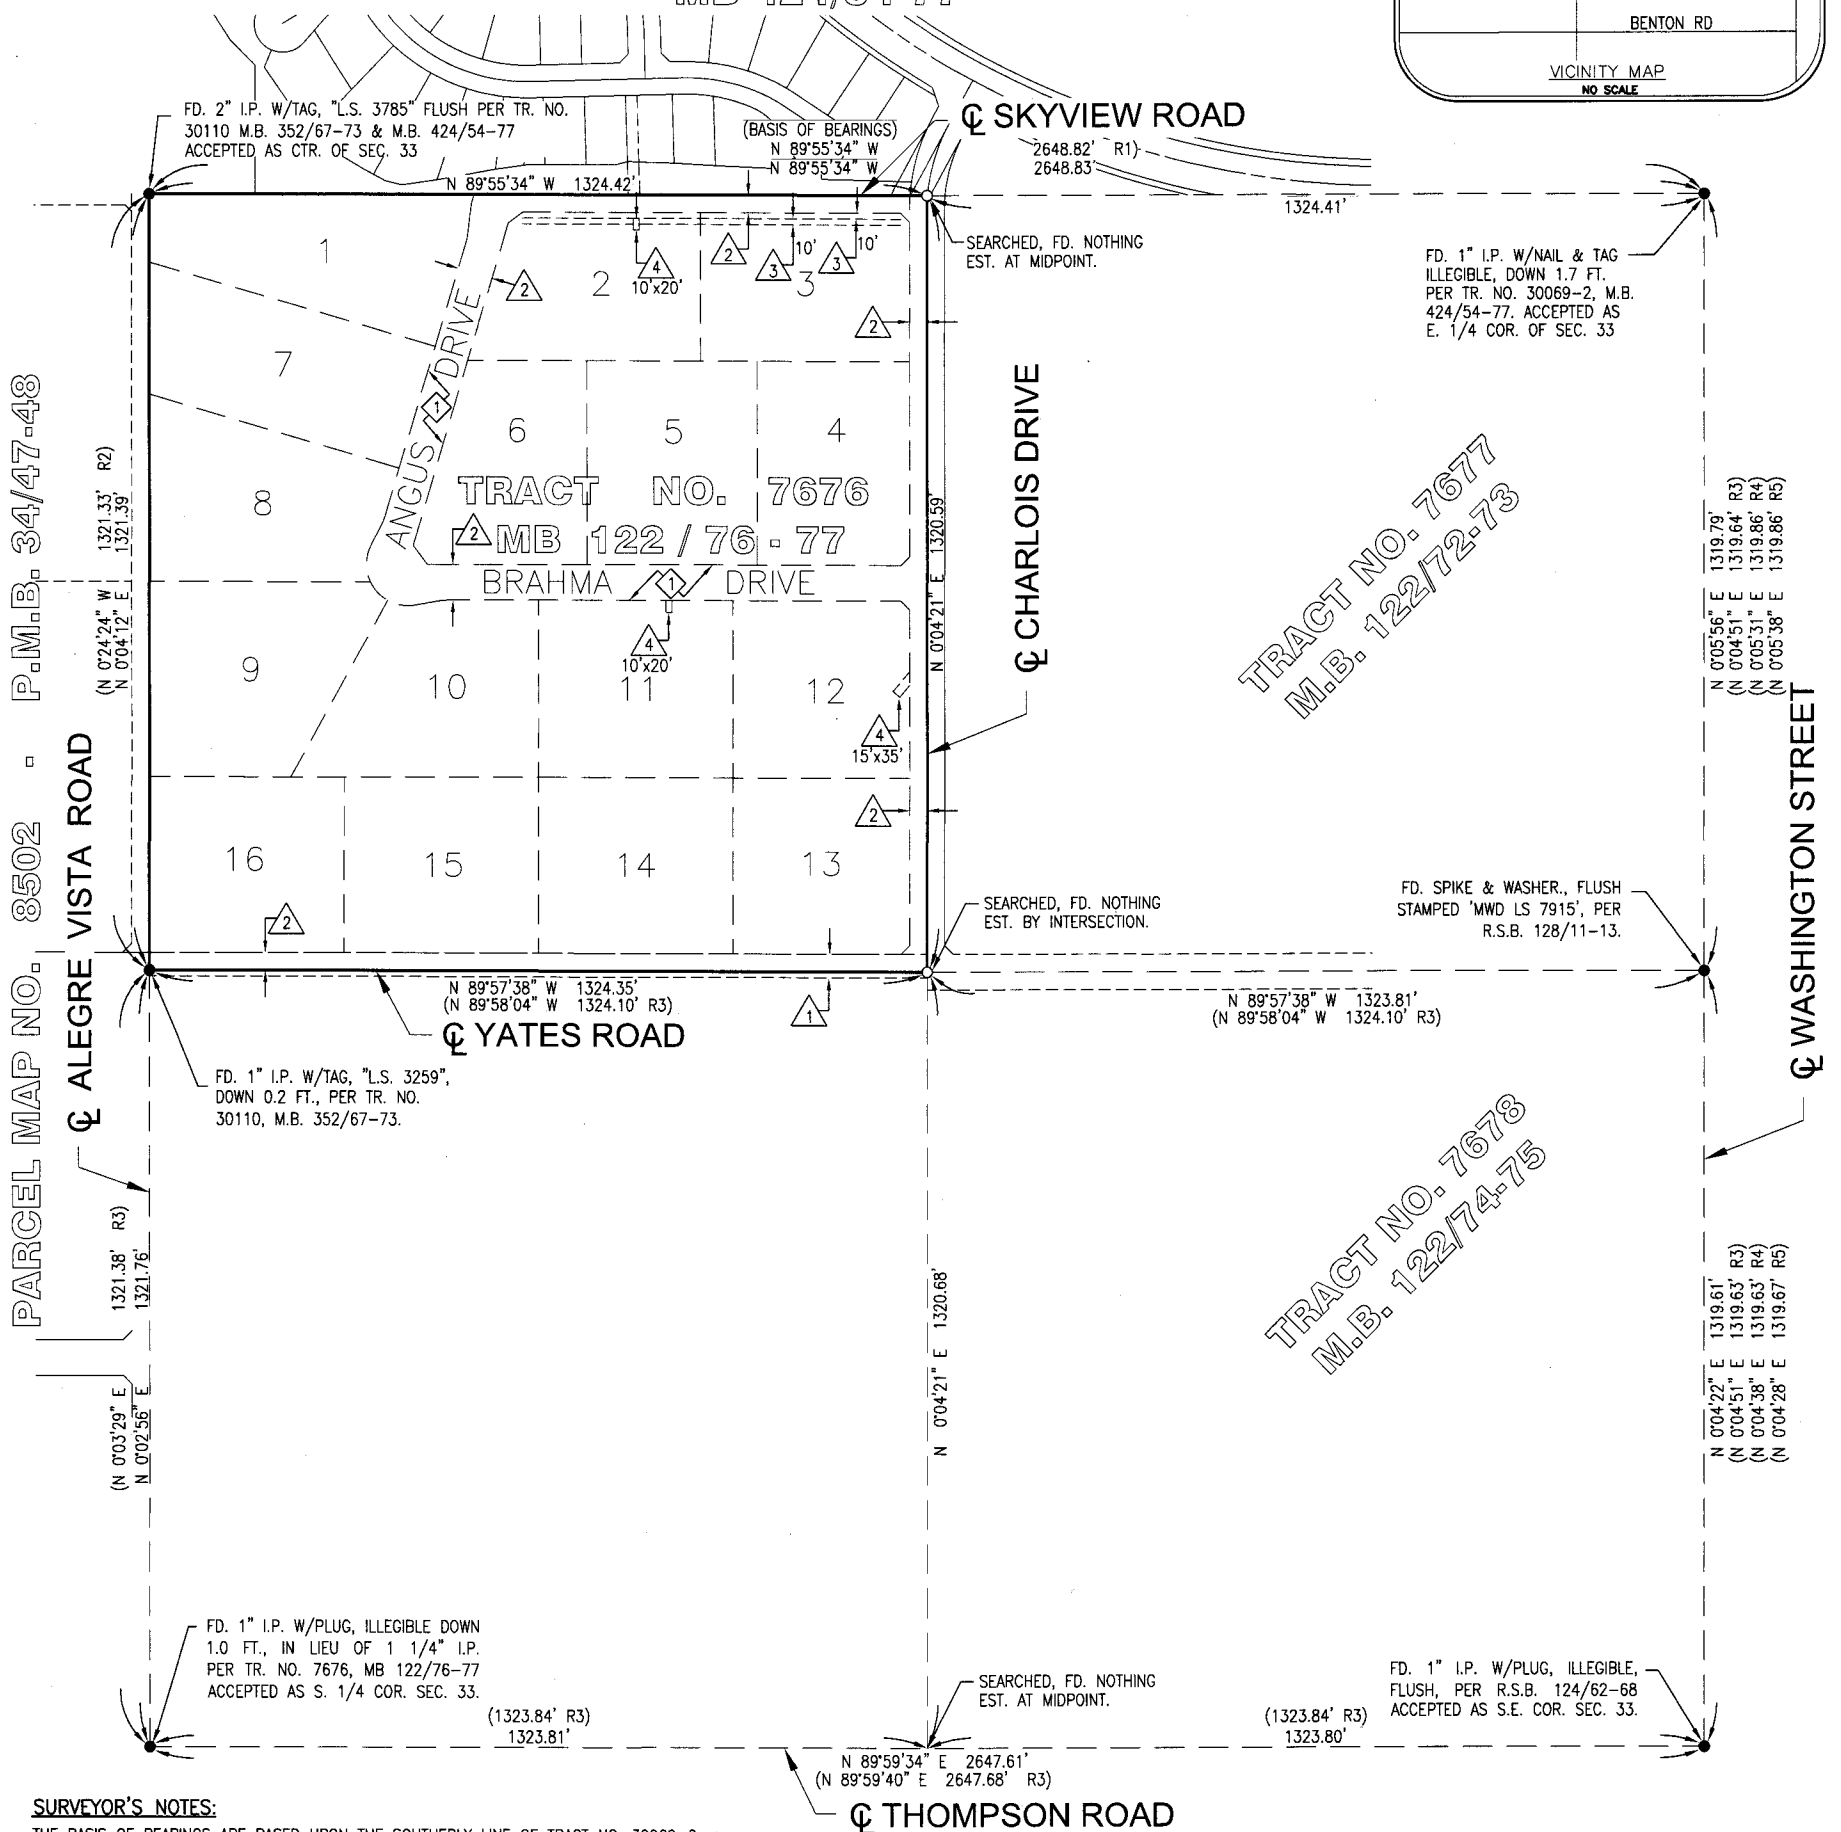 BENTON RD
VICINITY MAP
NO SCALE
FD. 2" I.P. W/TAG, "L.S. 3785" FLUSH PER TR. NO.
30110 M.B. 352/67-73 & M.B. 424/54-77
ACCEPTED AS CTR. OF SEC. 33
(BASIS OF BEARINGS)
N 89°55'34" W
N 89°55'34" W
℄ SKYVIEW ROAD
2648.82' R1)
2648.83'
N 89°55'34" W 1324.42'
1324.41'
SEARCHED, FD. NOTHING
EST. AT MIDPOINT.
FD. 1" I.P. W/NAIL & TAG
ILLEGIBLE, DOWN 1.7 FT.
PER TR. NO. 30069-2, M.B.
424/54-77. ACCEPTED AS
E. 1/4 COR. OF SEC. 33
1
2
3
2
4
10'x20'
2
3
10'
3
10'
2
7
ANGUS DRIVE
1
6
5
4
8
TRACT NO. 7676
MB 122 / 76 - 77
2
BRAHMA DRIVE
1
4
10'x20'
9
10
11
12
4
15'x35'
2
16
15
14
13
2
PARCEL MAP NO. 8502 - P.M.B. 34/47-48
℄ ALEGRE VISTA ROAD
1321.33' R2)
1321.39'
(N 0°24'24" W
N 0°04'12" E
N 0°04'21" E 1320.59'
℄ CHARLOIS DRIVE
TRACT NO. 7677
M.B. 122/72-73
N 0°05'56" E 1319.79'
(N 0°04'51" E 1319.64' R3)
(N 0°05'31" E 1319.86' R4)
(N 0°05'38" E 1319.86' R5)
℄ WASHINGTON STREET
SEARCHED, FD. NOTHING
EST. BY INTERSECTION.
FD. SPIKE & WASHER., FLUSH
STAMPED 'MWD LS 7915', PER
R.S.B. 128/11-13.
N 89°57'38" W 1324.35'
(N 89°58'04" W 1324.10' R3)
1
℄ YATES ROAD
N 89°57'38" W 1323.81'
(N 89°58'04" W 1324.10' R3)
FD. 1" I.P. W/TAG, "L.S. 3259",
DOWN 0.2 FT., PER TR. NO.
30110, M.B. 352/67-73.
1321.38' R3)
1321.76'
(N 0°03'29" E
N 0°02'56" E
N 0°04'21" E 1320.68'
TRACT NO. 7678
M.B. 122/74-75
N 0°04'22" E 1319.61'
(N 0°04'51" E 1319.63' R3)
(N 0°04'38" E 1319.63' R4)
(N 0°04'28" E 1319.67' R5)
FD. 1" I.P. W/PLUG, ILLEGIBLE DOWN
1.0 FT., IN LIEU OF 1 1/4" I.P.
PER TR. NO. 7676, MB 122/76-77
ACCEPTED AS S. 1/4 COR. SEC. 33.
SEARCHED, FD. NOTHING
EST. AT MIDPOINT.
FD. 1" I.P. W/PLUG, ILLEGIBLE,
FLUSH, PER R.S.B. 124/62-68
ACCEPTED AS S.E. COR. SEC. 33.
(1323.84' R3)
1323.81'
(1323.84' R3)
1323.80'
N 89°59'34" E 2647.61'
(N 89°59'40" E 2647.68' R3)
℄ THOMPSON ROAD
SURVEYOR'S NOTES: